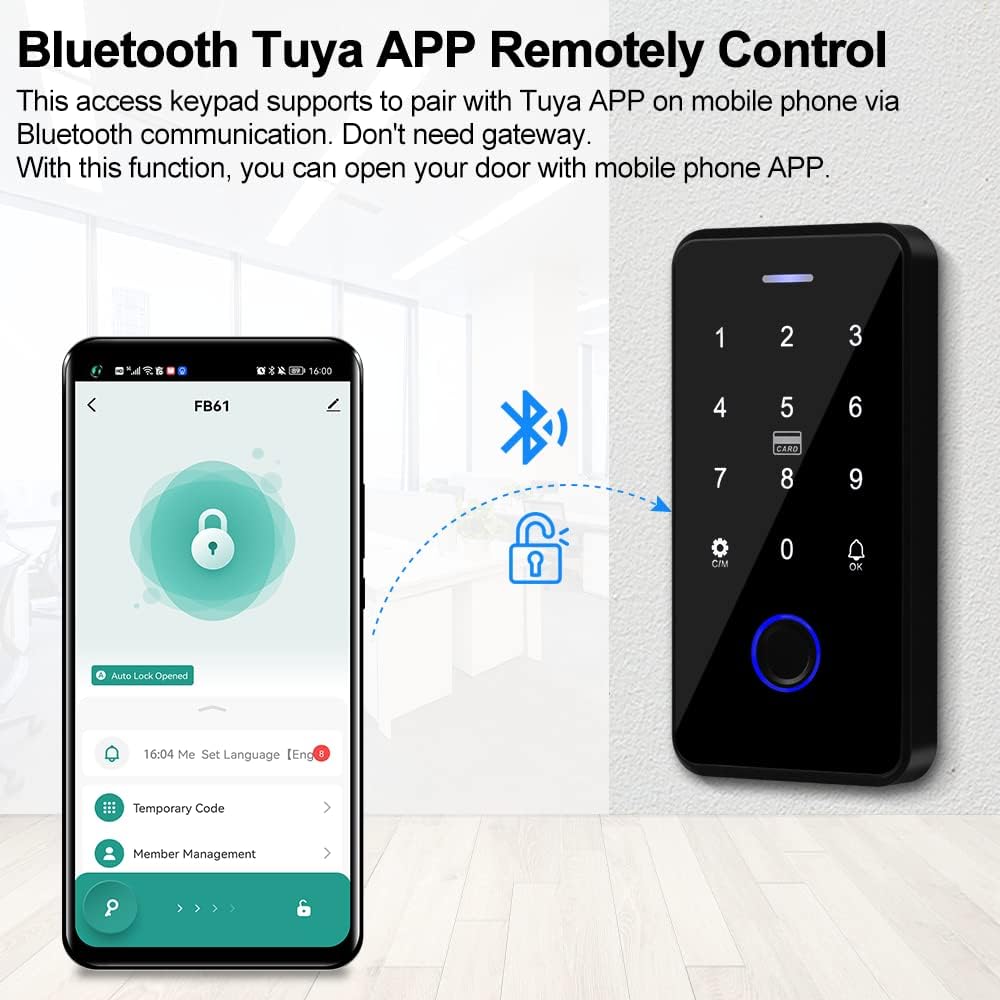 Bluetooth Tuya APP Remotely Control
This access keypad supports to pair with Tuya APP on mobile phone via
Bluetooth communication. Don't need gateway.
With this function, you can open your door with mobile phone APP.
16:00
FB61
Auto Lock Opened
16:04 Me Set Language【Eng
8
Temporary Code
Member Management
1 2 3
4 5 6
CARD
7 8 9
0
C/M OK